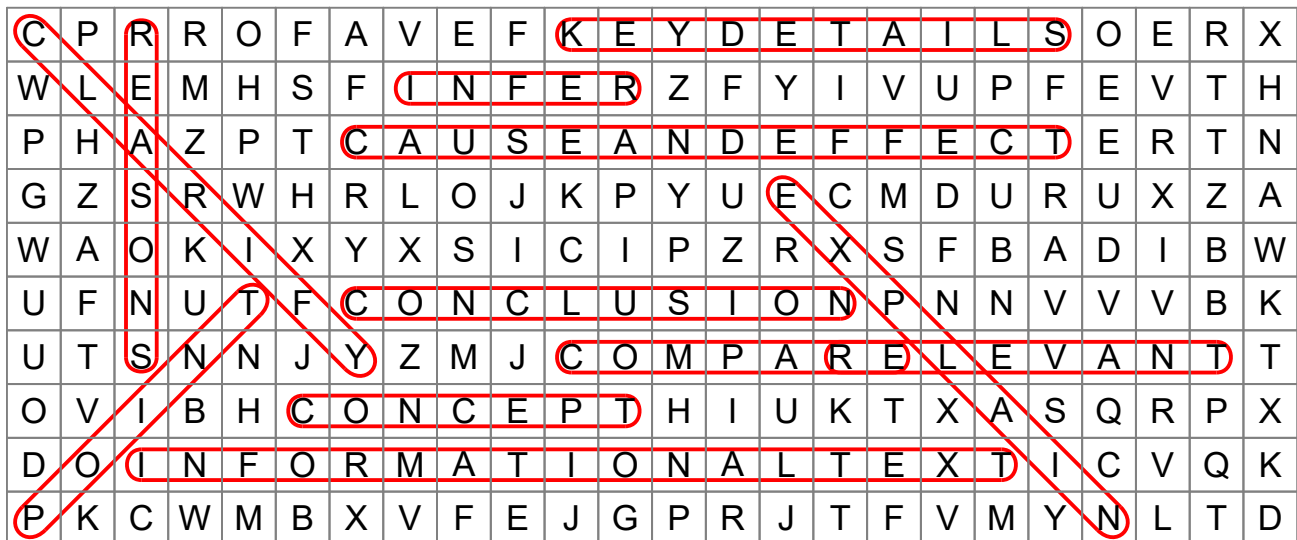 C P R R O F A V E F K E Y D E T A I L S O E R X
W L E M H S F I N F E R Z F Y I V U P F E V T H
P H A Z P T C A U S E A N D E F F E C T E R T N
G Z S R W H R L O J K P Y U E C M D U R U X Z A
W A O K I X Y X S I C I P Z R X S F B A D I B W
U F N U T F C O N C L U S I O N P N N V V V B K
U T S N N J Y Z M J C O M P A R E L E V A N T T
O V I B H C O N C E P T H I U K T X A S Q R P X
D O I N F O R M A T I O N A L T E X T I C V Q K
P K C W M B X V F E J G P R J T F V M Y N L T D